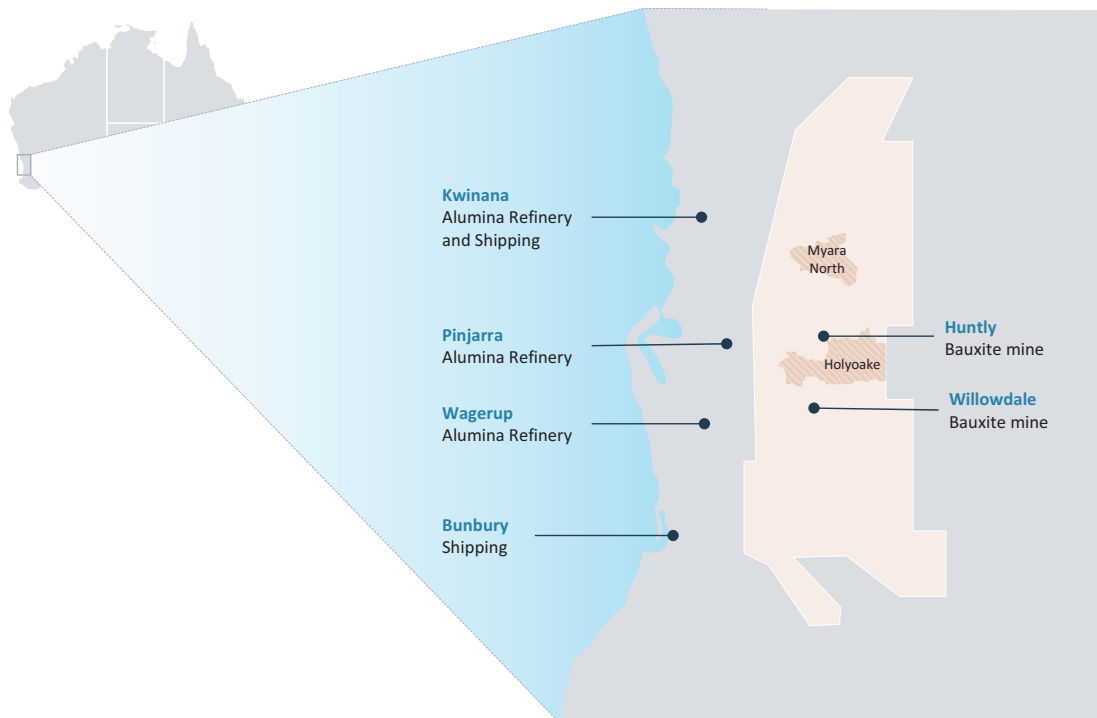 Kwinana
Alumina Refinery
and Shipping
Myara
North
Pinjarra
Alumina Refinery
Huntly
Bauxite mine
Holyoake
Willowdale
Bauxite mine
Wagerup
Alumina Refinery
Bunbury
Shipping